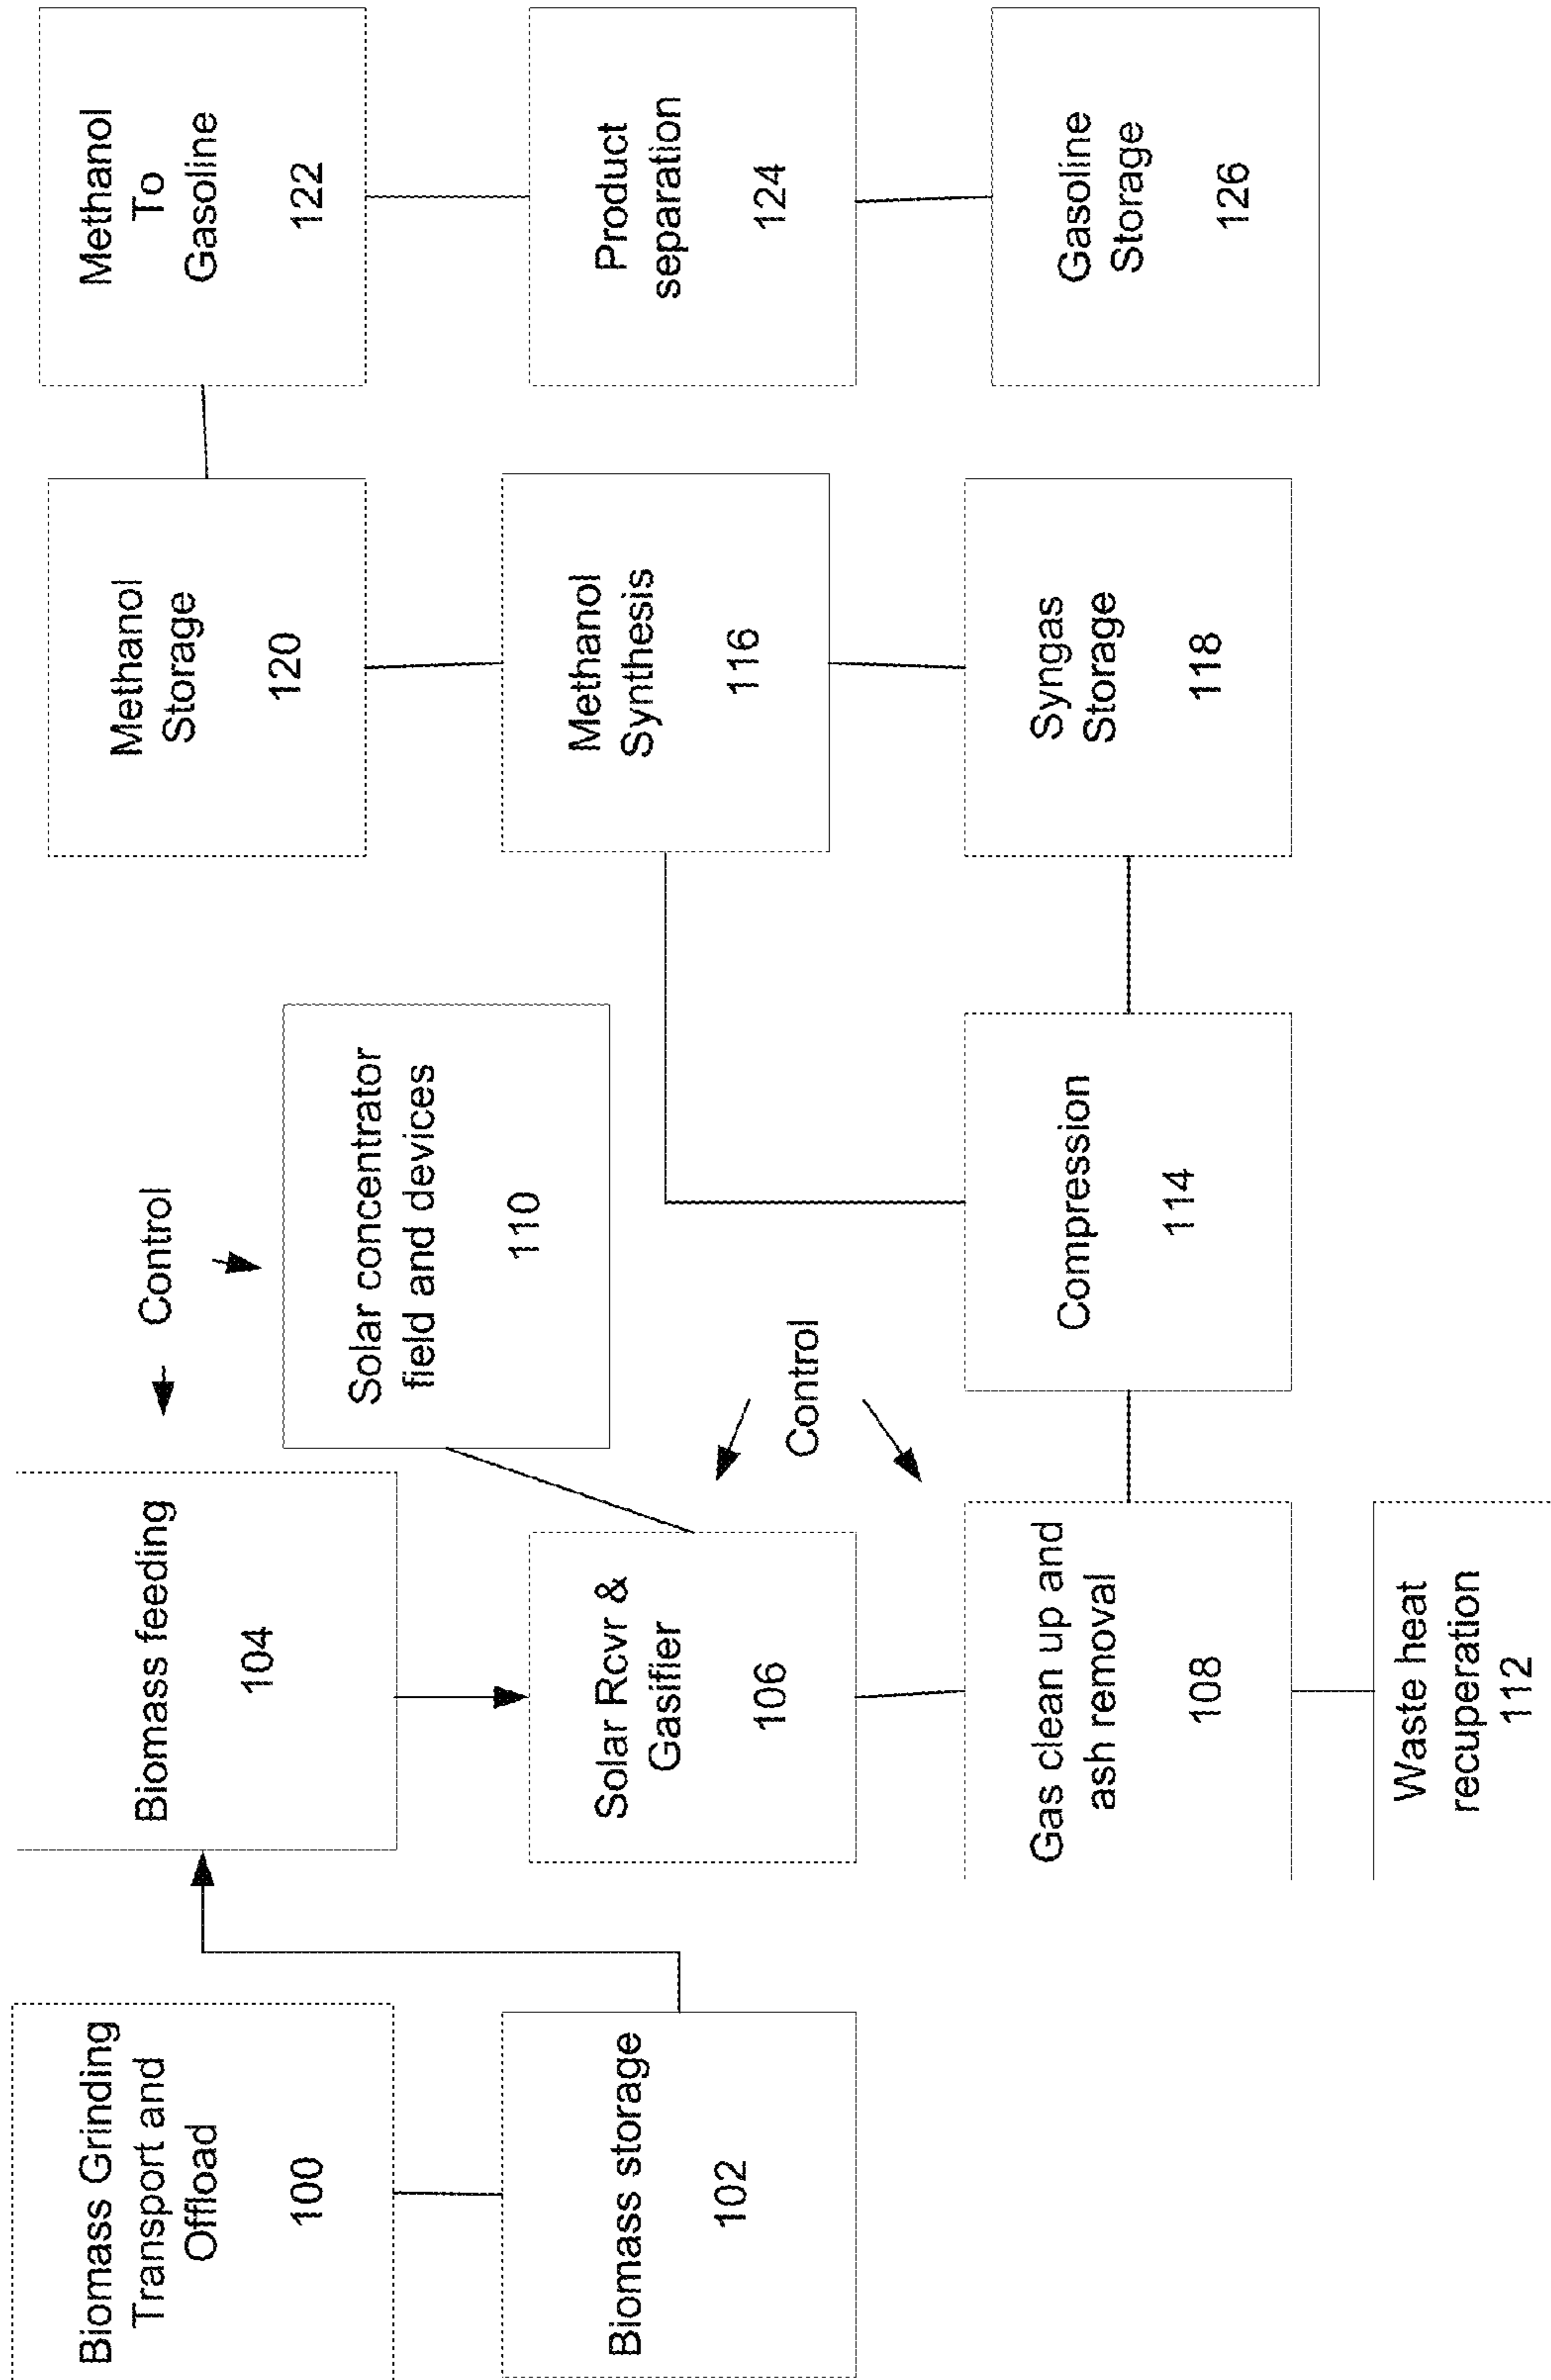 Biomass Grinding
Transport and
Offload
100
Biomass storage
102
Biomass feeding
104
Control
Solar concentrator
field and devices
110
Solar Rcvr &
Gasifier
106
Control
Gas clean up and
ash removal
108
Waste heat
recuperation
112
Compression
114
Methanol
Storage
120
Methanol
Synthesis
116
Syngas
Storage
118
Methanol
To
Gasoline
122
Product
separation
124
Gasoline
Storage
126